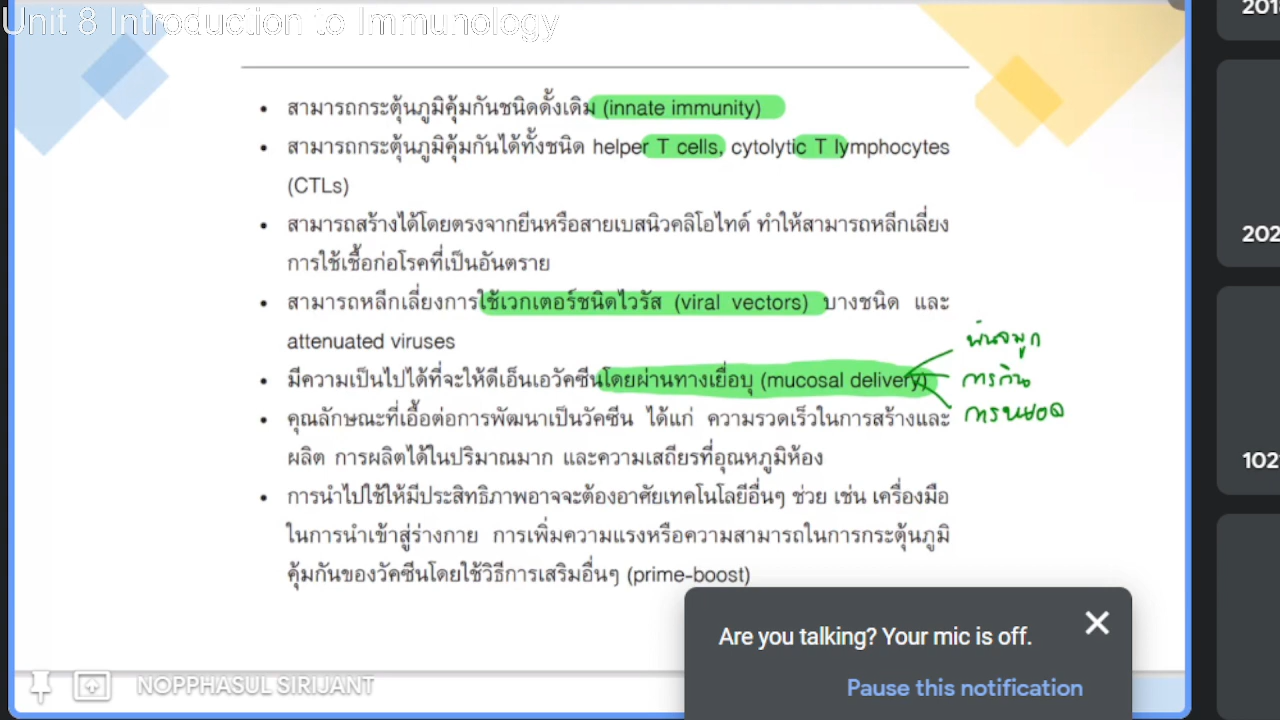 Unit 8 Introduction to Immunology
• สามารถกระตุ้นภูมิคุ้มกันชนิดดั้งเดิม (innate immunity)
• สามารถกระตุ้นภูมิคุ้มกันได้ทั้งชนิด helper T cells, cytolytic T lymphocytes
(CTLs)
• สามารถสร้างได้โดยตรงจากยีนหรือสายเบสนิวคลิโอไทด์ ทำให้สามารถหลีกเลี่ยง
การใช้เชื้อก่อโรคที่เป็นอันตราย
• สามารถหลีกเลี่ยงการใช้เวกเตอร์ชนิดไวรัส (viral vectors) บางชนิด และ
attenuated viruses
• มีความเป็นไปได้ที่จะให้ดีเอ็นเอวัคซีนโดยผ่านทางเยื่อบุ (mucosal delivery)
พ่นจมูก
การกิน
การหยอด
• คุณลักษณะที่เอื้อต่อการพัฒนาเป็นวัคซีน ได้แก่ ความรวดเร็วในการสร้างและ
ผลิต การผลิตได้ในปริมาณมาก และความเสถียรที่อุณหภูมิห้อง
• การนำไปใช้ให้มีประสิทธิภาพอาจจะต้องอาศัยเทคโนโลยีอื่นๆ ช่วย เช่น เครื่องมือ
ในการนำเข้าสู่ร่างกาย การเพิ่มความแรงหรือความสามารถในการกระตุ้นภูมิ
คุ้มกันของวัคซีนโดยใช้วิธีการเสริมอื่นๆ (prime-boost)
Are you talking? Your mic is off.
Pause this notification
NOPPHASUL SIRIJANT
201
202
102